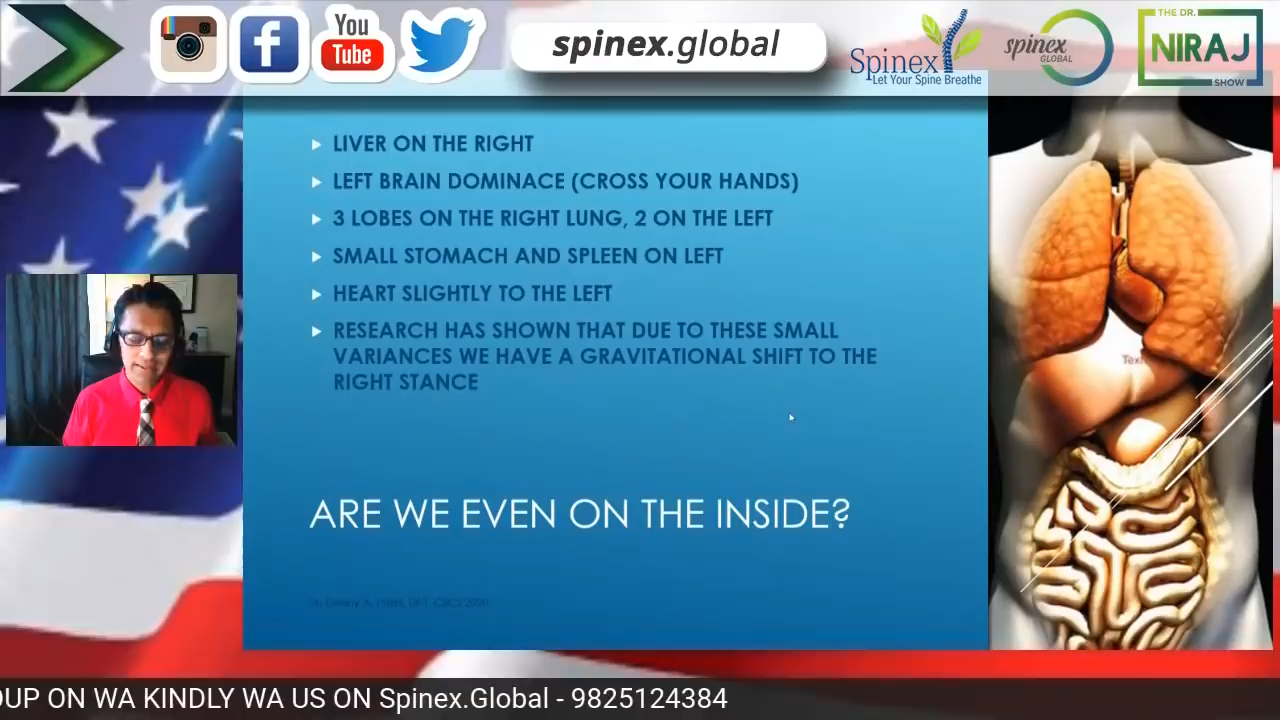 You
Tube
spinex.global
Spinex
Let Your Spine Breathe
spinex
GLOBAL
THE DR.
NIRAJ
SHOW
LIVER ON THE RIGHT
LEFT BRAIN DOMINACE (CROSS YOUR HANDS)
3 LOBES ON THE RIGHT LUNG, 2 ON THE LEFT
SMALL STOMACH AND SPLEEN ON LEFT
HEART SLIGHTLY TO THE LEFT
RESEARCH HAS SHOWN THAT DUE TO THESE SMALL
VARIANCES WE HAVE A GRAVITATIONAL SHIFT TO THE
RIGHT STANCE
Text
ARE WE EVEN ON THE INSIDE?
OUP ON WA KINDLY WA US ON Spinex.Global - 9825124384